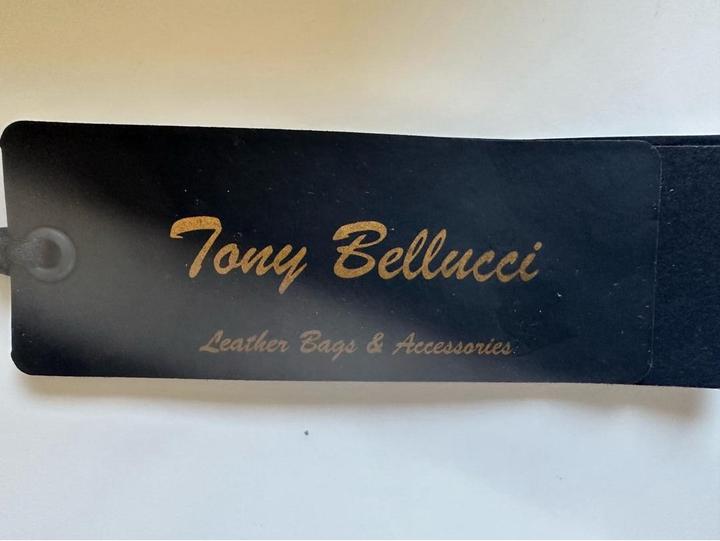 Tony Bellucci
Leather Bags & Accessories